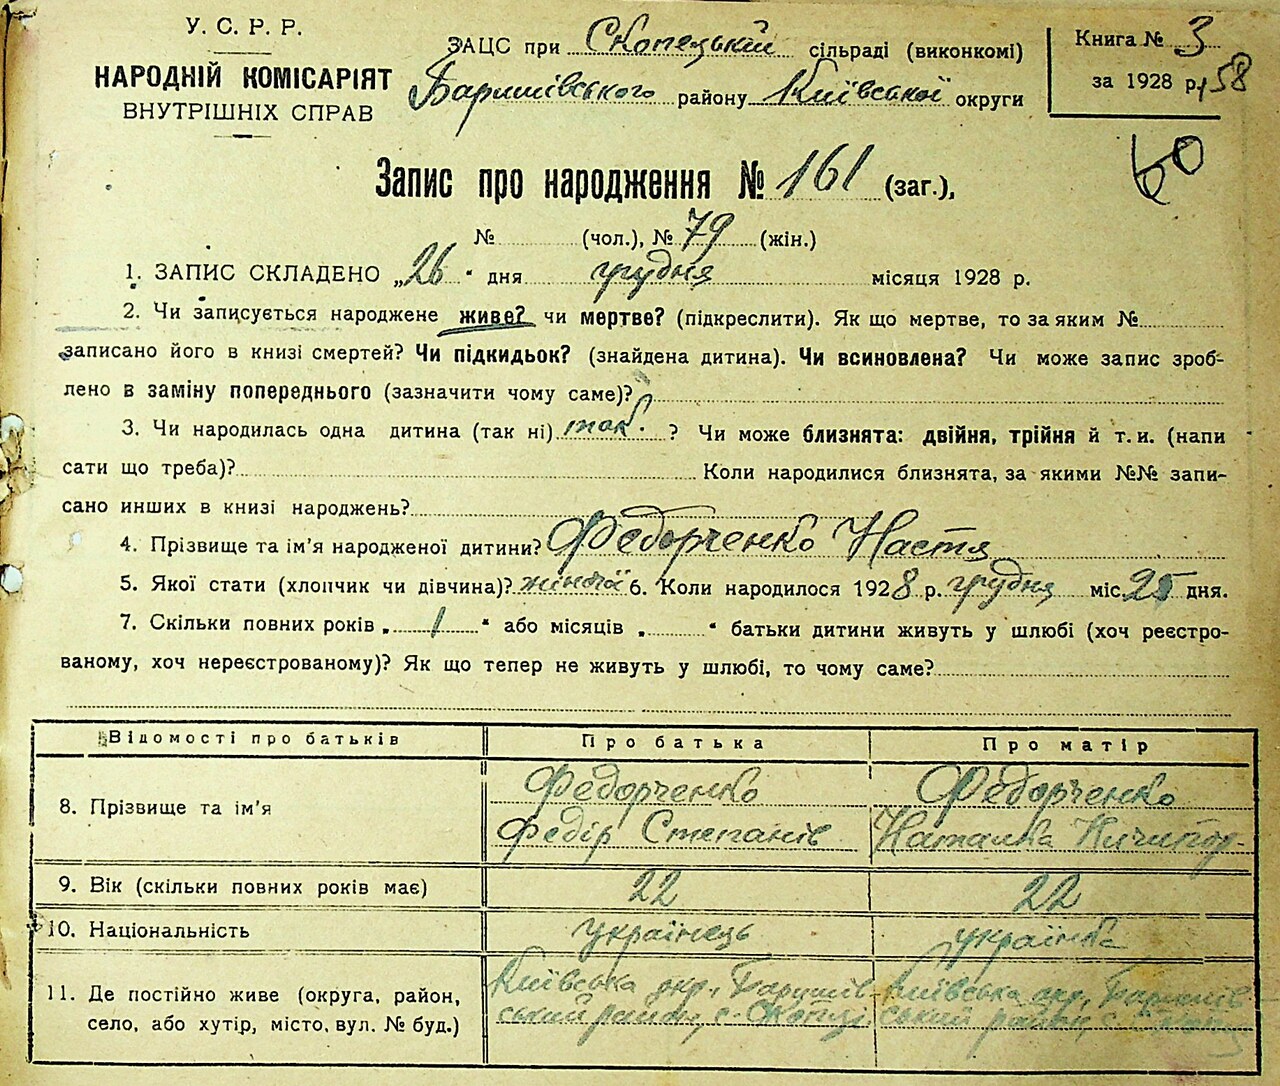 У. С. Р. Р.
НАРОДНІЙ КОМІСАРІЯТ
ВНУТРІШНІХ СПРАВ
ЗАЦС при Скопецький сільраді (виконкомі)
Баришівського району Київської округи
Книга № 3
за 1928 р. 158
60
Запис про народження № 161 (заг.),
№ (чол.), № 79 (жін.)
1. ЗАПИС СКЛАДЕНО „26" дня грудня місяця 1928 р.
2. Чи записується народжене живе? чи мертве? (підкреслити). Як що мертве, то за яким №
записано його в книзі смертей? Чи підкидьок? (знайдена дитина). Чи всиновлена? Чи може запис зроб-
лено в заміну попереднього (зазначити чому саме)?
3. Чи народилась одна дитина (так ні) так. ? Чи може близнята: двійня, трійня й т. и. (напи
сати що треба)? Коли народилися близнята, за якими №№ запи-
сано инших в книзі народжень?
4. Прізвище та ім'я народженої дитини? Федорченко Настя
5. Якої стати (хлопчик чи дівчина)? жіночої 6. Коли народилося 1928 р. грудня міс. 25 дня.
7. Скільки повних років „ 1 " або місяців „ " батьки дитини живуть у шлюбі (хоч реєстро-
ваному, хоч нереєстрованому)? Як що тепер не живуть у шлюбі, то чому саме?
Відомості про батьків Про батька Про матір
8. Прізвище та ім'я Федорченко Федорченко
Федір Степанів Наталка Ничипор-
9. Вік (скільки повних років має) 22 22
10. Національність українець українка
11. Де постійно живе (округа, район, Київська окр., Баришів- Київська окр., Баришів-
село, або хутір, місто, вул. № буд.) ський район, с. Скопці ський район, с.